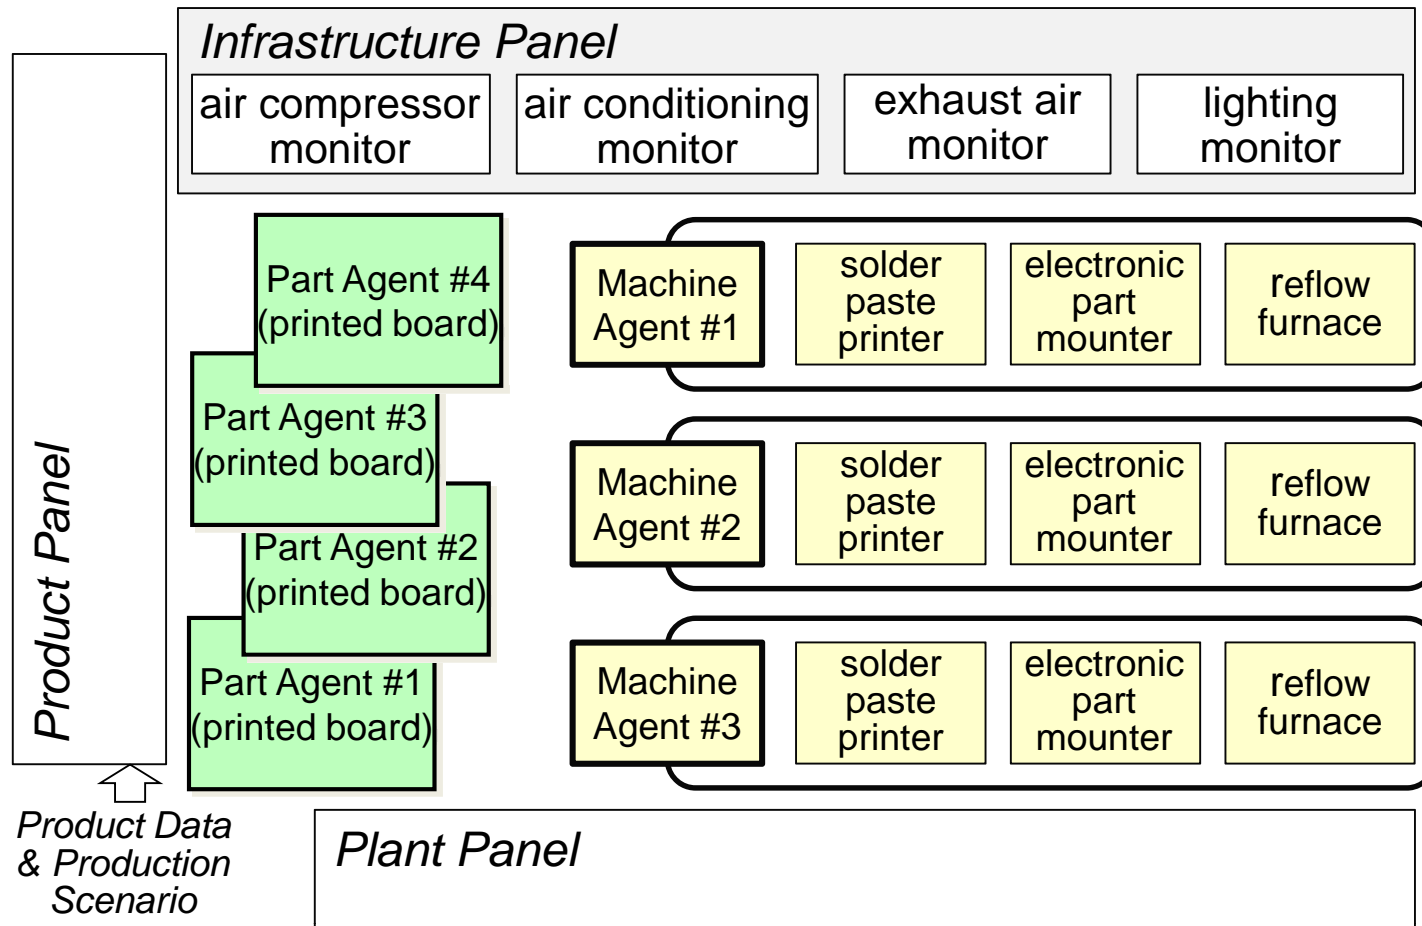 Infrastructure Panel
air compressor
monitor
air conditioning
monitor
exhaust air
monitor
lighting
monitor
Product Panel
Part Agent #4
(printed board)
Part Agent #3
(printed board)
Part Agent #2
(printed board)
Part Agent #1
(printed board)
Machine
Agent #1
solder
paste
printer
electronic
part
mounter
reflow
furnace
Machine
Agent #2
solder
paste
printer
electronic
part
mounter
reflow
furnace
Machine
Agent #3
solder
paste
printer
electronic
part
mounter
reflow
furnace
Product Data
& Production
Scenario
Plant Panel